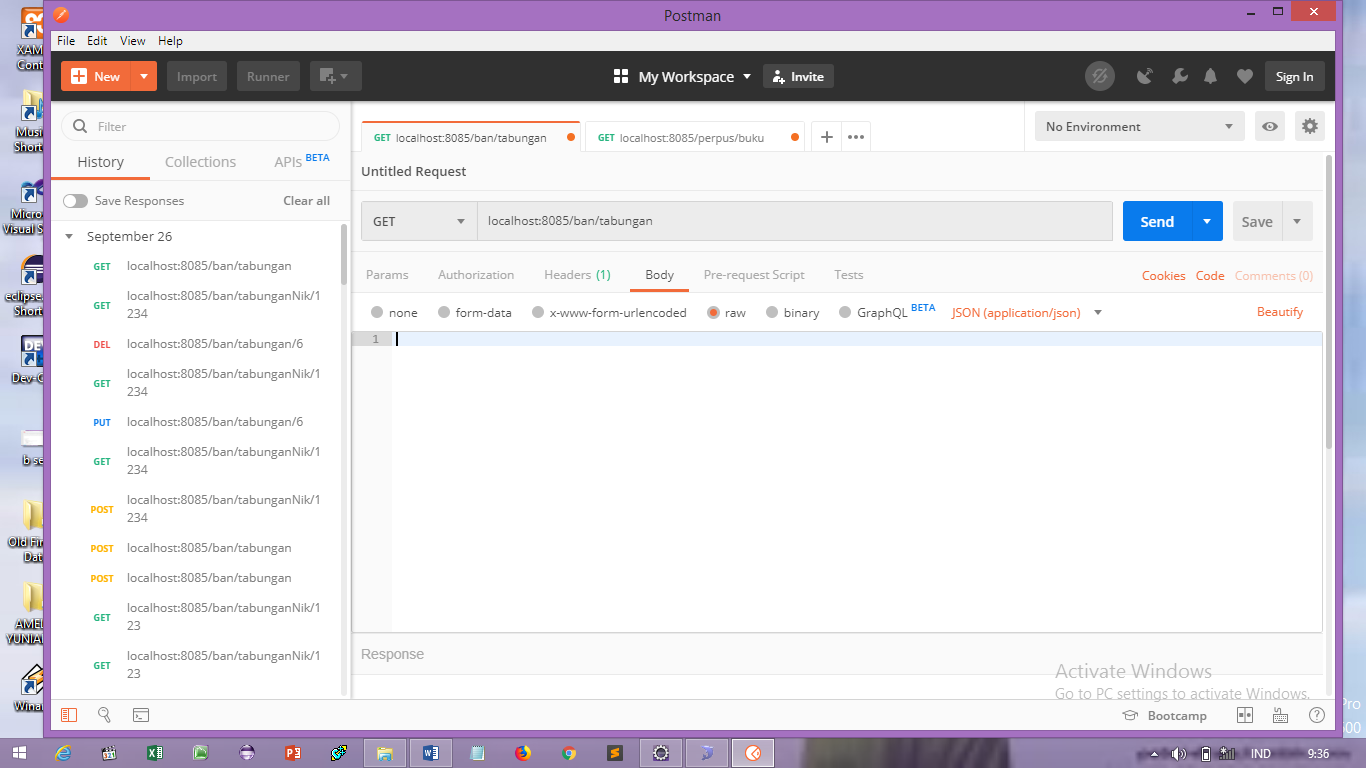 Postman
File Edit View Help
New Import Runner My Workspace Invite Sign In
Filter
History Collections APIs BETA
Save Responses Clear all
September 26
GET localhost:8085/ban/tabungan
GET localhost:8085/ban/tabunganNik/1
234
DEL localhost:8085/ban/tabungan/6
GET localhost:8085/ban/tabunganNik/1
234
PUT localhost:8085/ban/tabungan/6
GET localhost:8085/ban/tabunganNik/1
234
POST localhost:8085/ban/tabunganNik/1
234
POST localhost:8085/ban/tabungan
POST localhost:8085/ban/tabungan
GET localhost:8085/ban/tabunganNik/1
23
GET localhost:8085/ban/tabunganNik/1
23
GET localhost:8085/ban/tabungan GET localhost:8085/perpus/buku
No Environment
Untitled Request
GET localhost:8085/ban/tabungan Send Save
Params Authorization Headers (1) Body Pre-request Script Tests Cookies Code Comments (0)
none form-data x-www-form-urlencoded raw binary GraphQL BETA JSON (application/json) Beautify
1
Response
Activate Windows
Go to PC settings to activate Windows.
Bootcamp
IND 9:36